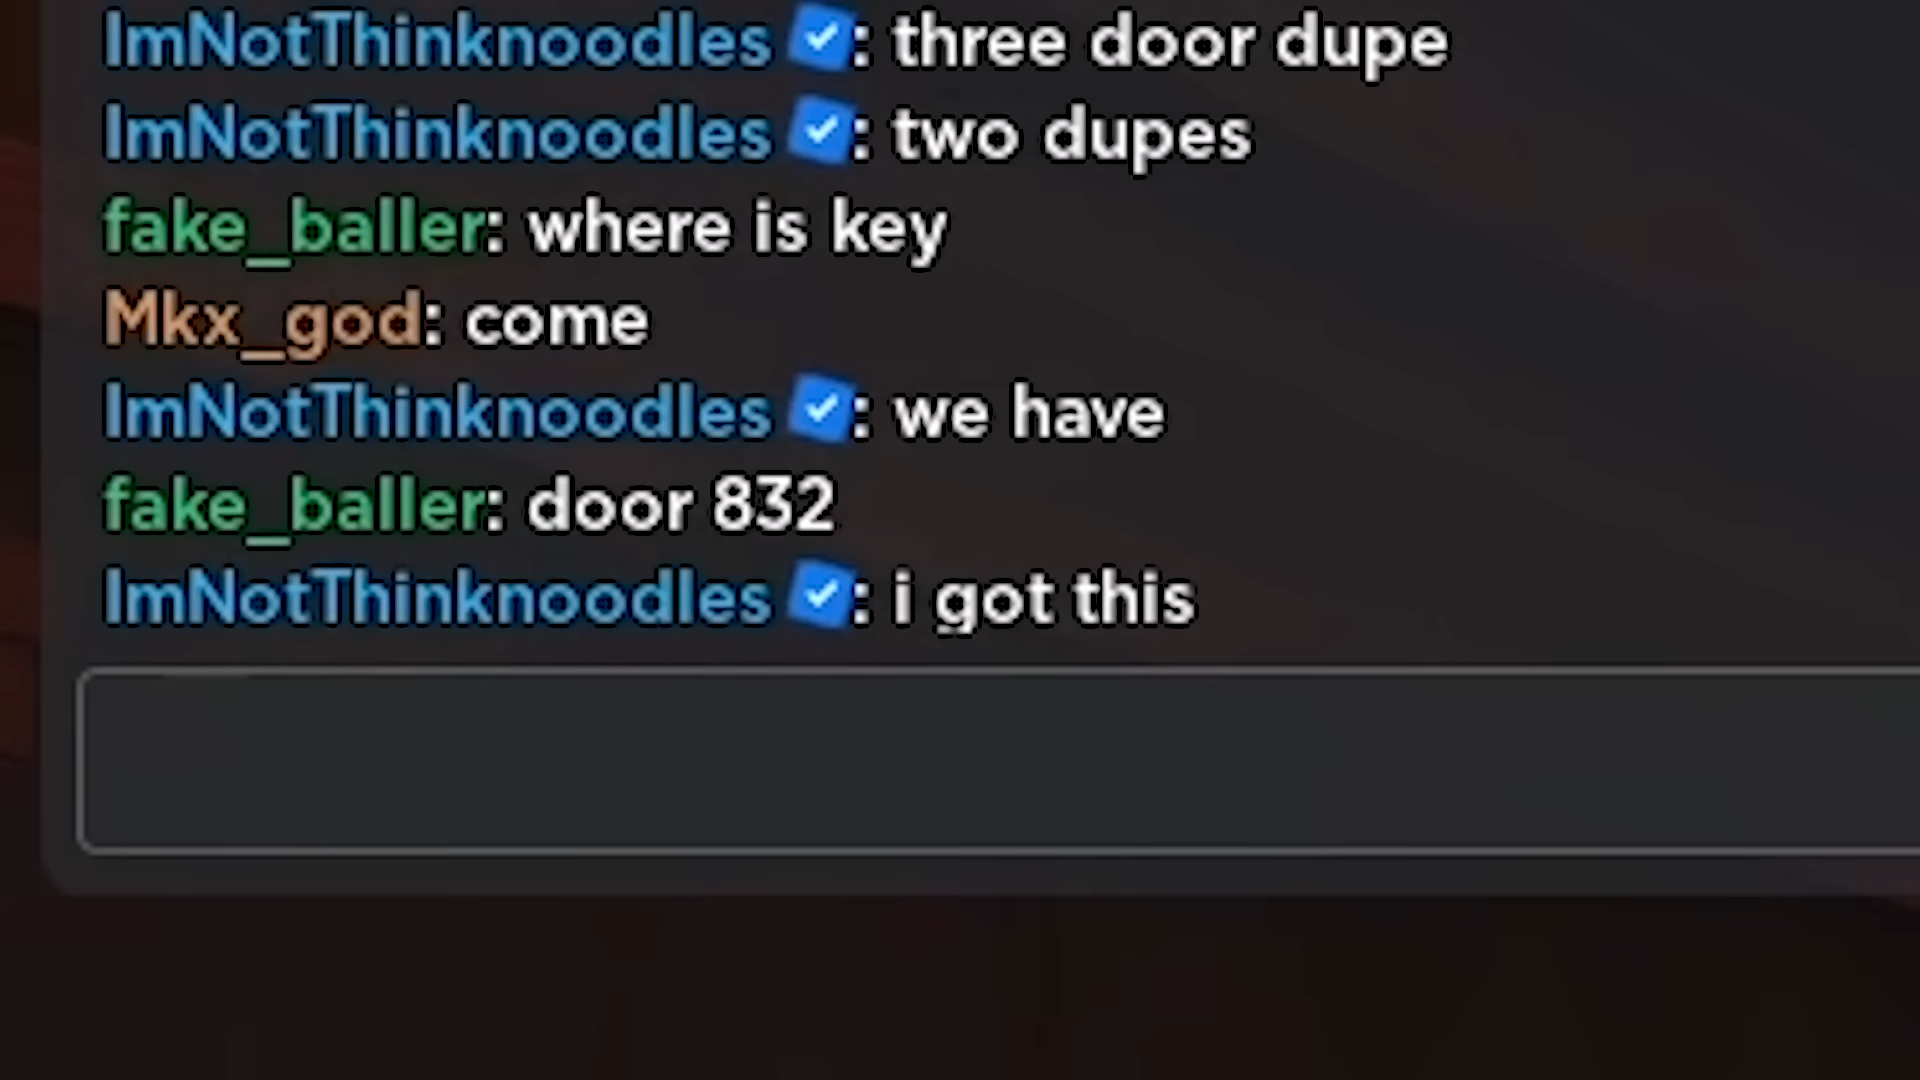 ImNotThinknoodles ✓: three door dupe
ImNotThinknoodles ✓: two dupes
fake_baller: where is key
Mkx_god: come
ImNotThinknoodles ✓: we have
fake_baller: door 832
ImNotThinknoodles ✓: i got this